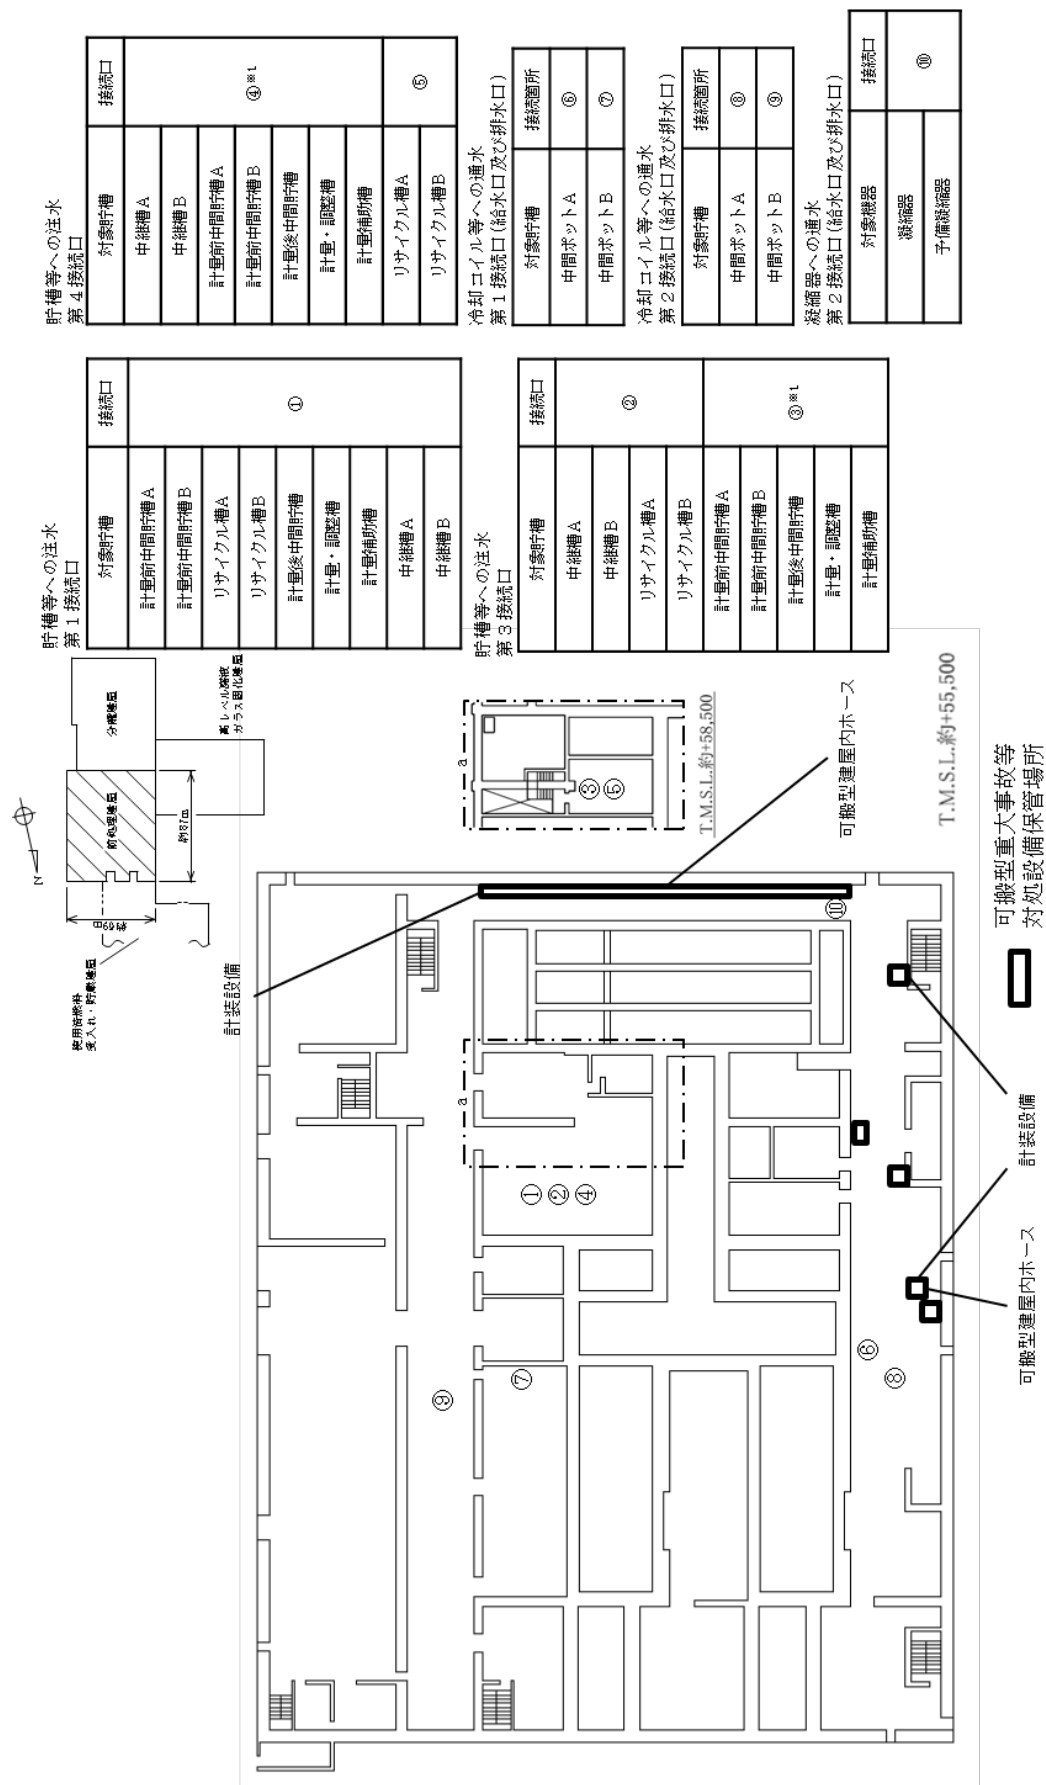 貯槽等への注水
第１接続口
対象貯槽 接続口
計量前中間貯槽Ａ ①
計量前中間貯槽Ｂ
リサイクル槽Ａ
リサイクル槽Ｂ
計量後中間貯槽
計量・調整槽
計量補助槽
中継槽Ａ
中継槽Ｂ
貯槽等への注水
第４接続口
対象貯槽 接続口
中継槽Ａ ④※1
中継槽Ｂ
計量前中間貯槽Ａ
計量前中間貯槽Ｂ
計量後中間貯槽
計量・調整槽
計量補助槽
リサイクル槽Ａ ⑤
リサイクル槽Ｂ
貯槽等への注水
第３接続口
対象貯槽 接続口
中継槽Ａ ②
中継槽Ｂ
リサイクル槽Ａ
リサイクル槽Ｂ
計量前中間貯槽Ａ ③※1
計量前中間貯槽Ｂ
計量後中間貯槽
計量・調整槽
計量補助槽
冷却コイル等への通水
第１接続口(給水口及び排水口)
対象貯槽 接続箇所
中間ポットＡ ⑥
中間ポットＢ ⑦
冷却コイル等への通水
第２接続口(給水口及び排水口)
対象貯槽 接続箇所
中間ポットＡ ⑧
中間ポットＢ ⑨
凝縮器への通水
第２接続口(給水口及び排水口)
対象機器 接続口
凝縮器 ⑩
予備凝縮器
N
使用済燃料
受入れ・貯蔵建屋
前処理建屋
分離建屋
高レベル廃液
ガラス固化建屋
約87m
約69m
計装設備
a
③
⑤
T.M.S.L.約+58,500
可搬型建屋内ホース
T.M.S.L.約+55,500
a
①
②
④
⑩
⑨
⑦
⑥
⑧
計装設備
可搬型建屋内ホース
可搬型重大事故等
対処設備保管場所